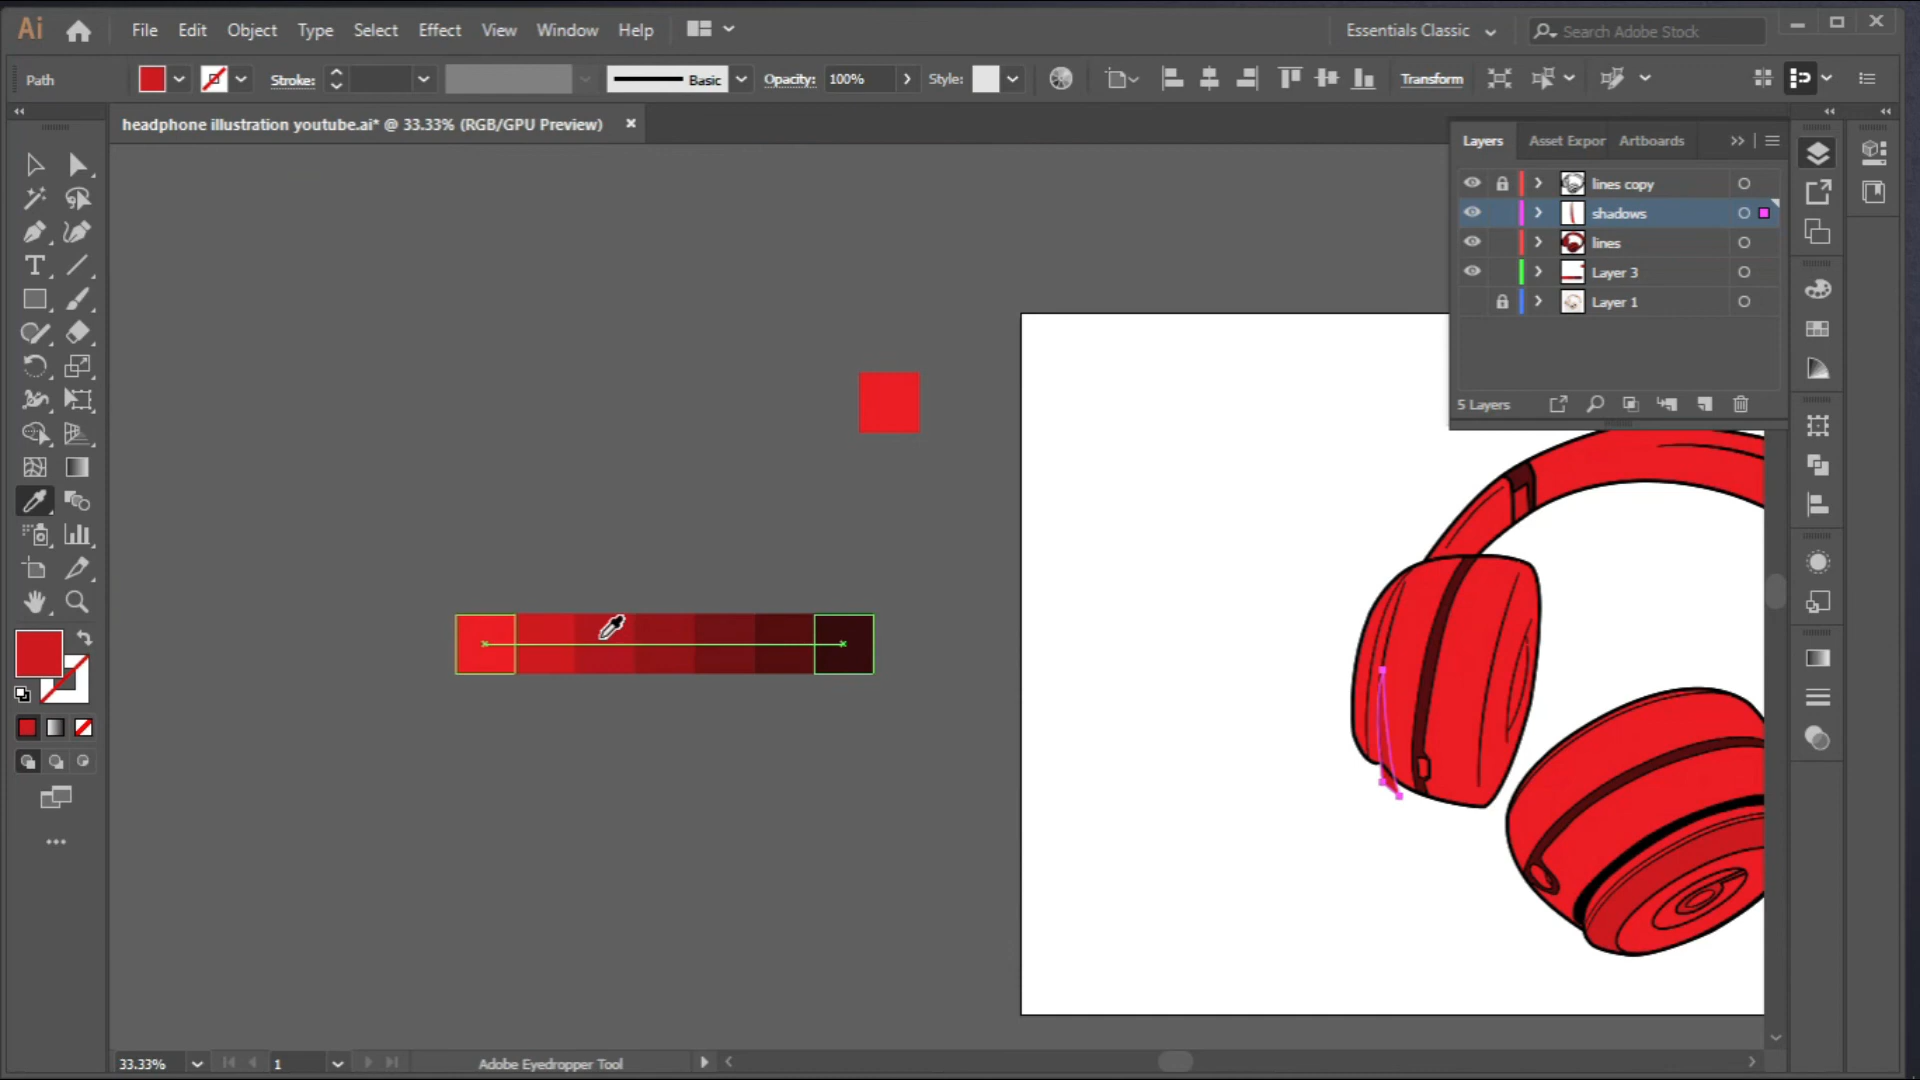 Ai File Edit Object Type Select Effect View Window Help Essentials Classic Search Adobe Stock
Path Stroke: Basic Opacity: 100% Style: Transform
headphone illustration youtube.ai* @ 33.33% (RGB/GPU Preview) ×
Layers Asset Expor Artboards
lines copy
shadows
lines
Layer 3
Layer 1
5 Layers
33.33% 1 Adobe Eyedropper Tool